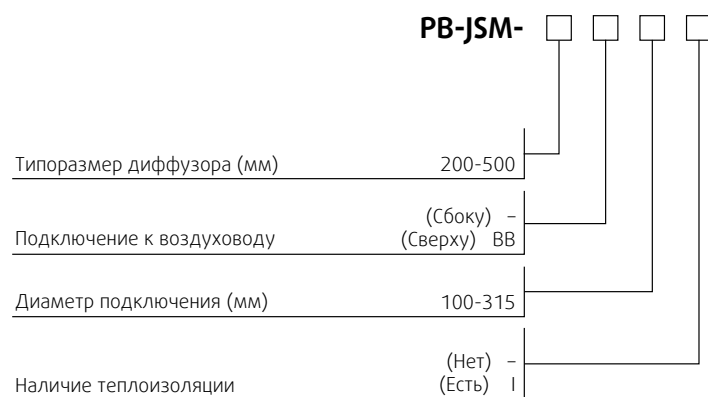 PB-JSM-
Типоразмер диффузора (мм) 200-500
(Сбоку) –
Подключение к воздуховоду (Сверху) BB
Диаметр подключения (мм) 100-315
(Нет) –
Наличие теплоизоляции (Есть) I